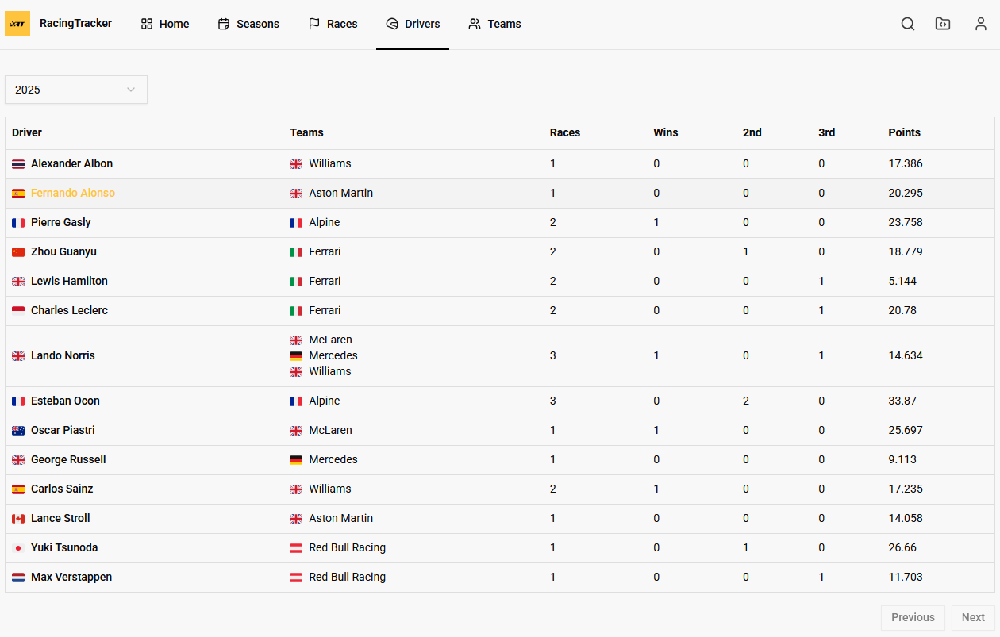 RacingTracker Home Seasons Races Drivers Teams
2025
Driver Teams Races Wins 2nd 3rd Points
Alexander Albon Williams 1 0 0 0 17.386
Fernando Alonso Aston Martin 1 0 0 0 20.295
Pierre Gasly Alpine 2 1 0 0 23.758
Zhou Guanyu Ferrari 2 0 1 0 18.779
Lewis Hamilton Ferrari 2 0 0 1 5.144
Charles Leclerc Ferrari 2 0 0 1 20.78
McLaren
Lando Norris Mercedes 3 1 0 1 14.634
Williams
Esteban Ocon Alpine 3 0 2 0 33.87
Oscar Piastri McLaren 1 1 0 0 25.697
George Russell Mercedes 1 0 0 0 9.113
Carlos Sainz Williams 2 1 0 0 17.235
Lance Stroll Aston Martin 1 0 0 0 14.058
Yuki Tsunoda Red Bull Racing 1 0 1 0 26.66
Max Verstappen Red Bull Racing 1 0 0 1 11.703
Previous Next